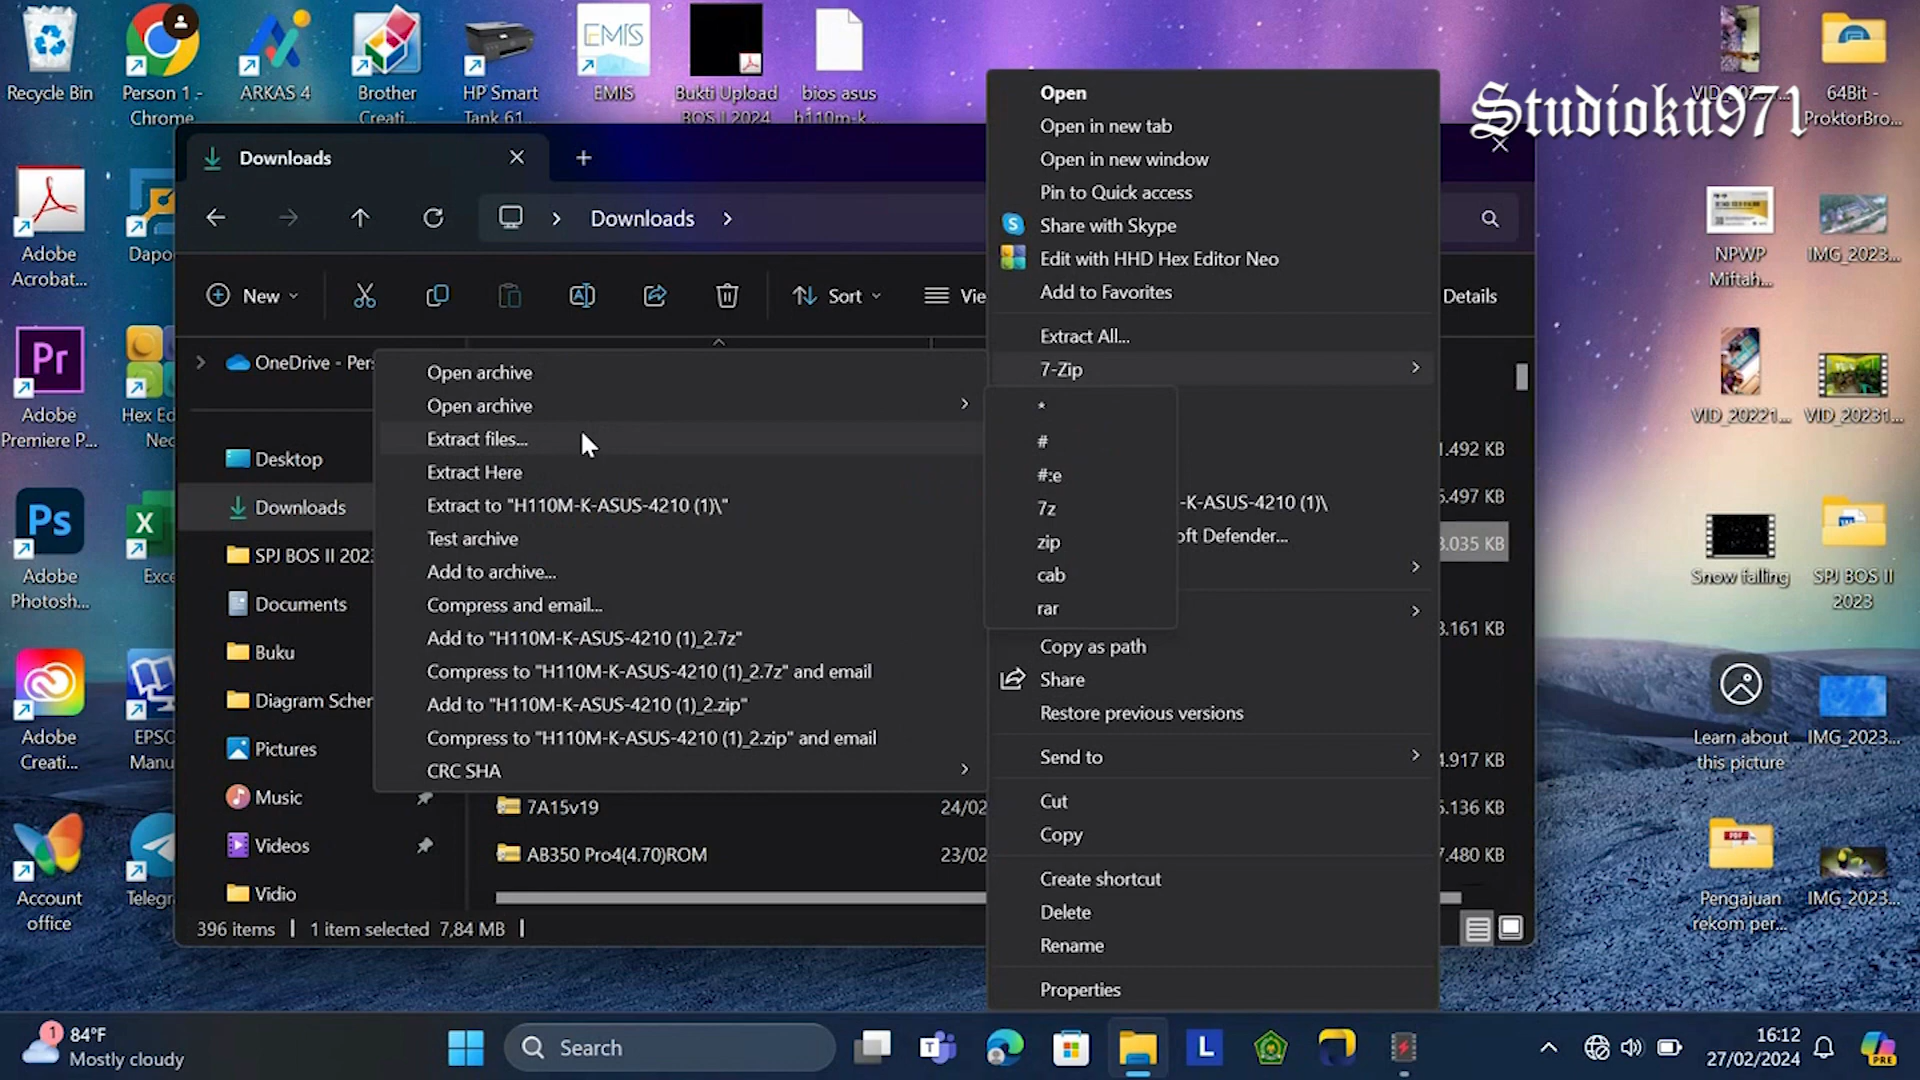 Recycle Bin
Person 1 -
Chrome
ARKAS 4
Brother
Creati...
HP Smart
Tank 61...
EMIS
EMIS
Bukti Upload
BOS II 2024
bios asus
h110m-k...
64Bit -
ProktorBro...
Studioku971
Downloads
Downloads
New
Sort
Details
Adobe
Acrobat...
NPWP
Miftah...
IMG_2023...
Adobe
Premiere P...
Hex Ed
Neo
VID_20221...
VID_20231...
Adobe
Photosh...
Snow falling
SPJ BOS II
2023
Adobe
Creati...
EPSO
Manu
Learn about
this picture
IMG_2023...
Account
office
Telegr
Pengajuan
rekom per...
IMG_2023...
OneDrive - Pers
Desktop
Downloads
SPJ BOS II 2023
Documents
Buku
Diagram Scher
Pictures
Music
Videos
Vidio
Open archive
Open archive
Extract files...
Extract Here
Extract to "H110M-K-ASUS-4210 (1)\"
Test archive
Add to archive...
Compress and email...
Add to "H110M-K-ASUS-4210 (1)_2.7z"
Compress to "H110M-K-ASUS-4210 (1)_2.7z" and email
Add to "H110M-K-ASUS-4210 (1)_2.zip"
Compress to "H110M-K-ASUS-4210 (1)_2.zip" and email
CRC SHA
7A15v19
24/02
AB350 Pro4(4.70)ROM
23/02
Open
Open in new tab
Open in new window
Pin to Quick access
Share with Skype
Edit with HHD Hex Editor Neo
Add to Favorites
Extract All...
7-Zip
*
#
#:e
7z
zip
cab
rar
-K-ASUS-4210 (1)\
oft Defender...
Copy as path
Share
Restore previous versions
Send to
Cut
Copy
Create shortcut
Delete
Rename
Properties
1.492 KB
5.497 KB
3.035 KB
3.161 KB
4.917 KB
5.136 KB
7.480 KB
396 items
1 item selected 7,84 MB
1
84°F
Mostly cloudy
Search
16:12
27/02/2024
PRE